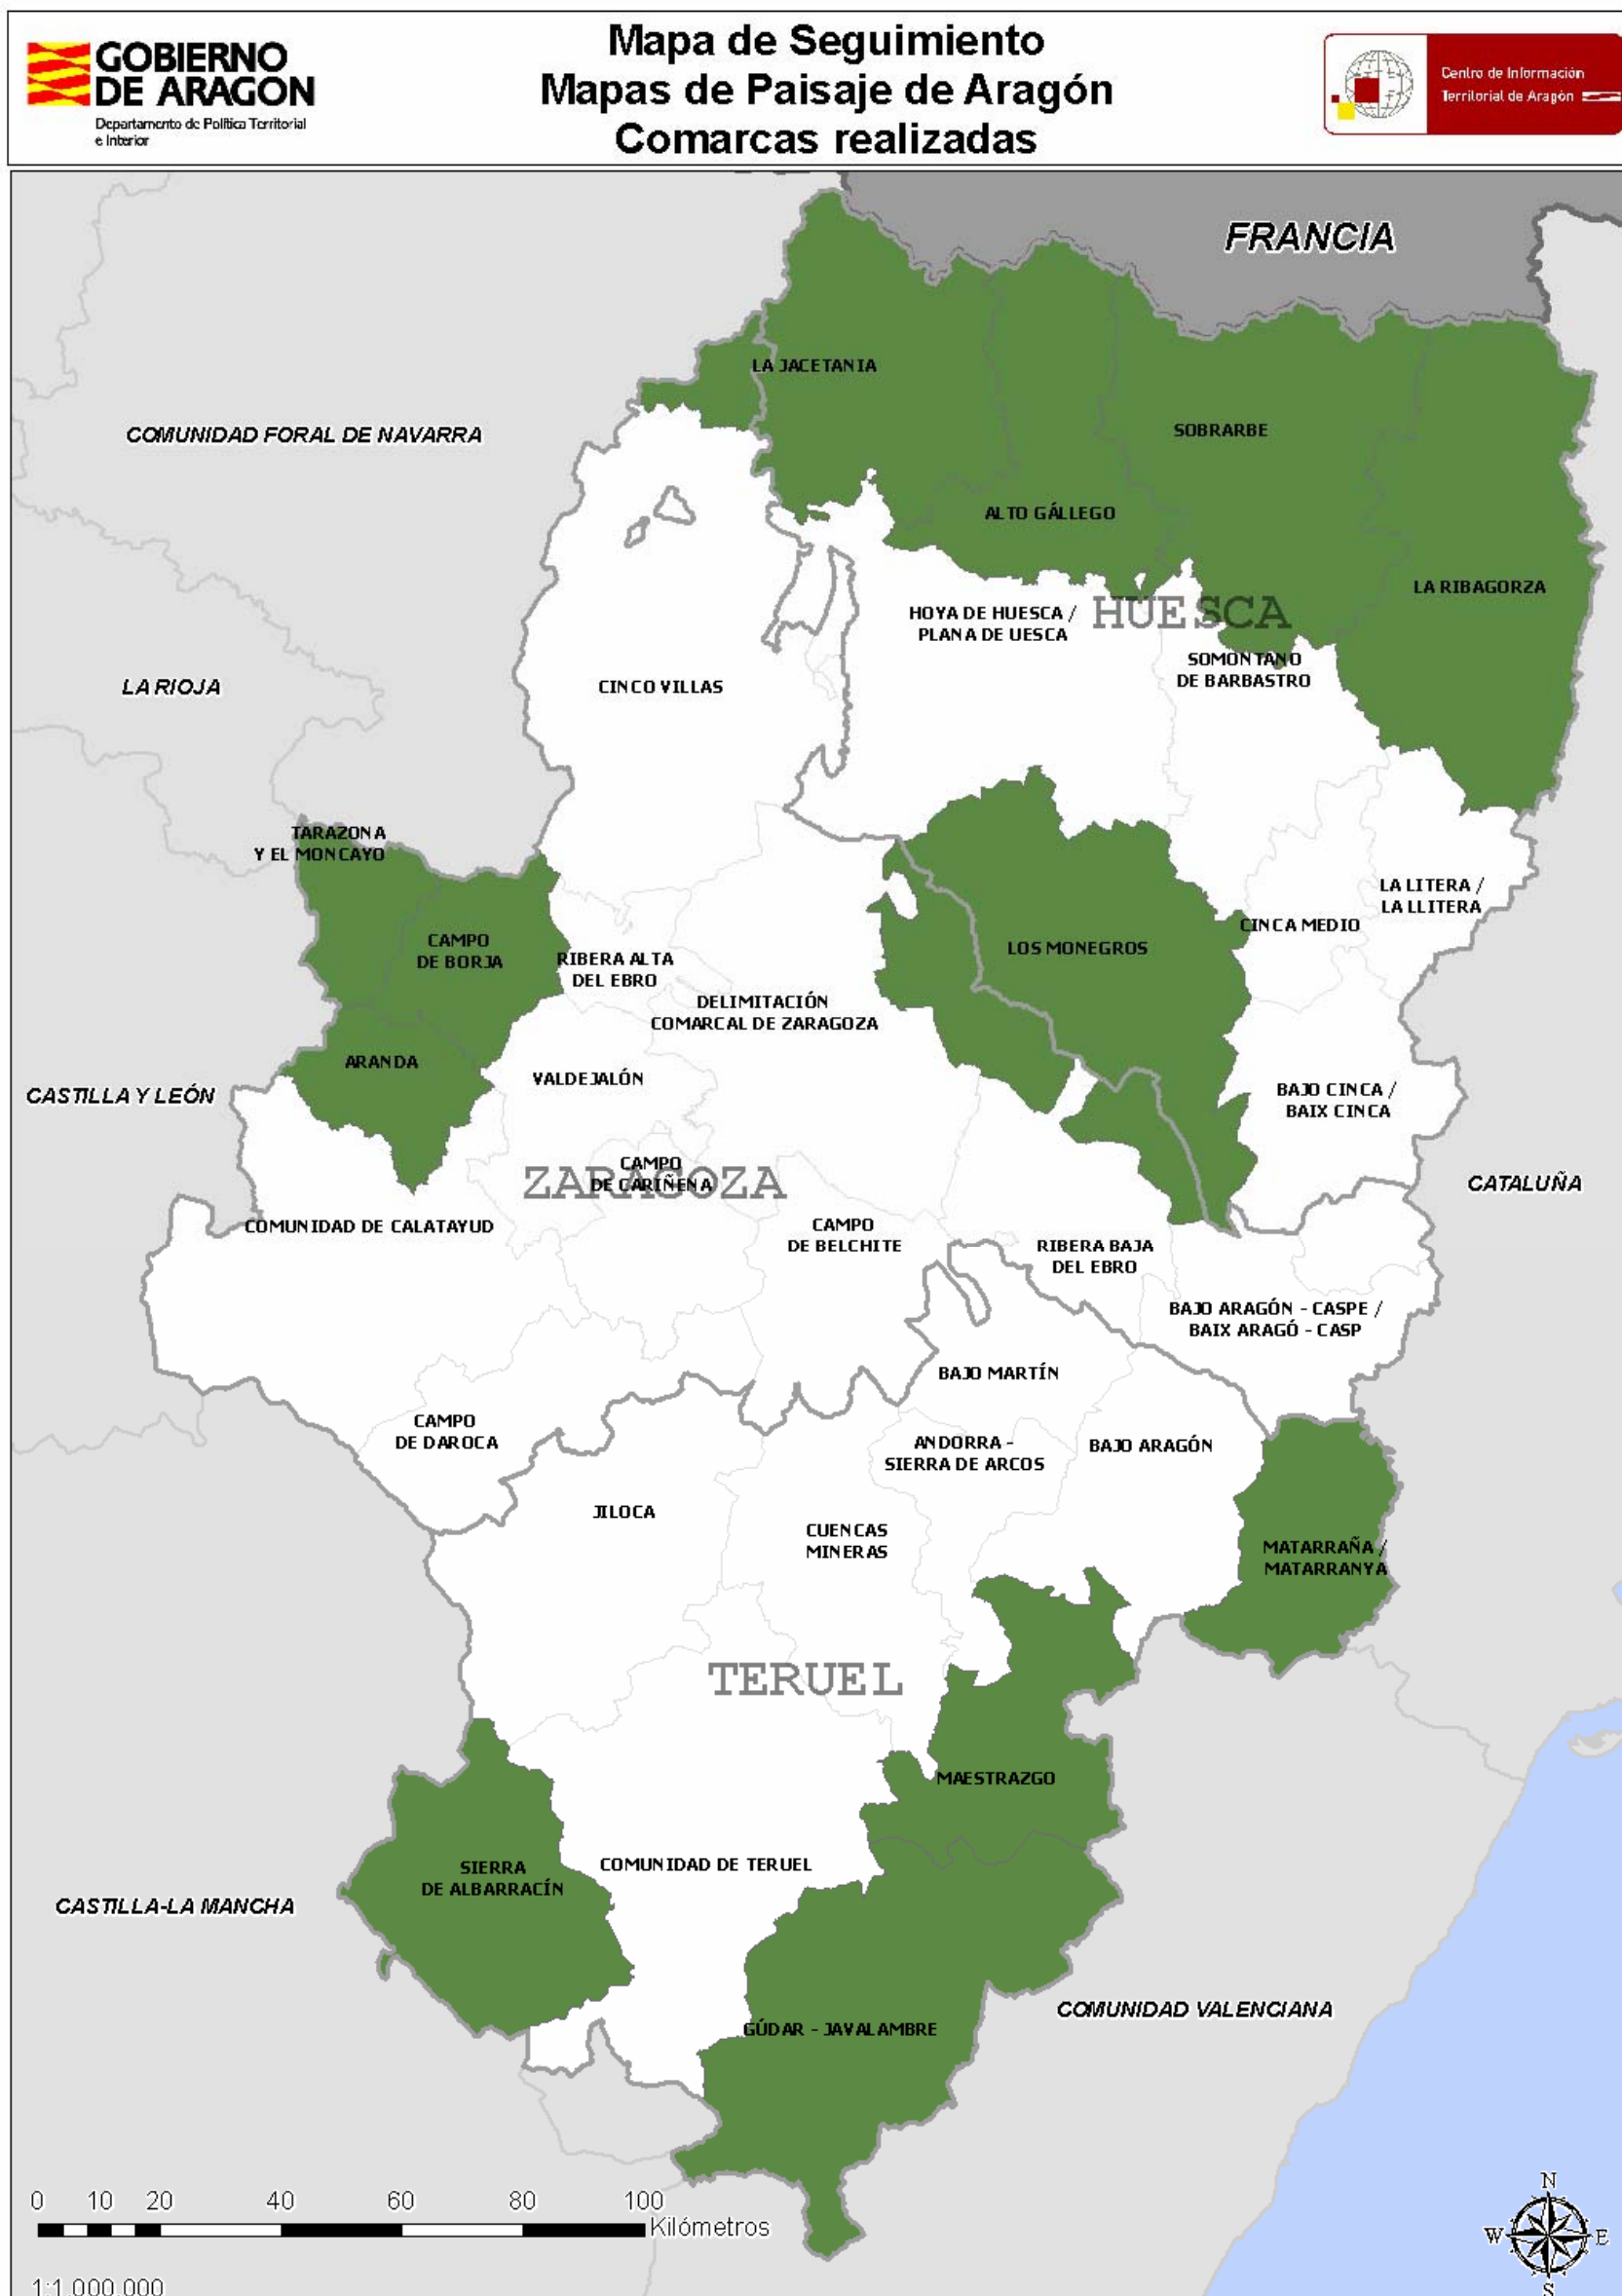 GOBIERNO
DE ARAGON
Departamento de Política Territorial
e Interior
Mapa de Seguimiento
Mapas de Paisaje de Aragón
Comarcas realizadas
Centro de Información
Territorial de Aragón
FRANCIA
LA JACETANIA
COMUNIDAD FORAL DE NAVARRA
SOBRARBE
ALTO GÁLLEGO
LA RIBAGORZA
HOYA DE HUESCA /
PLANA DE UESCA
HUESCA
SOMONTANO
DE BARBASTRO
LA RIOJA
CINCO VILLAS
TARAZONA
Y EL MONCAYO
LA LITERA /
LA LLITERA
CINCA MEDIO
CAMPO
DE BORJA
LOS MONEGROS
RIBERA ALTA
DEL EBRO
DELIMITACIÓN
COMARCAL DE ZARAGOZA
ARANDA
VALDEJALÓN
CASTILLA Y LEÓN
BAJO CINCA /
BAIX CINCA
CAMPO
DE CARIÑENA
ZARAGOZA
CATALUÑA
COMUNIDAD DE CALATAYUD
CAMPO
DE BELCHITE
RIBERA BAJA
DEL EBRO
BAJO ARAGÓN - CASPE /
BAIX ARAGÓ - CASP
BAJO MARTÍN
CAMPO
DE DAROCA
ANDORRA -
SIERRA DE ARCOS
BAJO ARAGÓN
JILOCA
CUENCAS
MINERAS
MATARRAÑA /
MATARRANYA
TERUEL
MAESTRAZGO
SIERRA
DE ALBARRACÍN
COMUNIDAD DE TERUEL
CASTILLA-LA MANCHA
COMUNIDAD VALENCIANA
GÚDAR - JAVALAMBRE
0 10 20 40 60 80 100
Kilómetros
1:1.000.000
N
W E
S